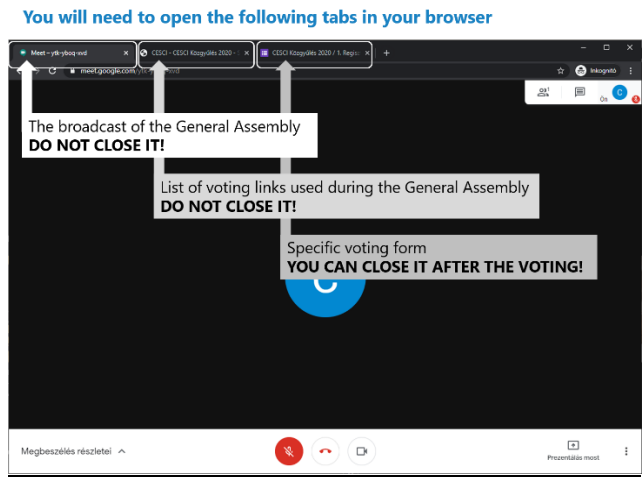 You will need to open the following tabs in your browser
Meet – ytk-yboq-xvd
CESCI - CESCI Közgyűlés 2020 -
CESCI Közgyűlés 2020 / 1. Regisz
meet.google.com/ytk-yboq-xvd
Inkognitó
Ön
C
The broadcast of the General Assembly
DO NOT CLOSE IT!
List of voting links used during the General Assembly
DO NOT CLOSE IT!
Specific voting form
YOU CAN CLOSE IT AFTER THE VOTING!
C
Megbeszélés részletei
Prezentálás most